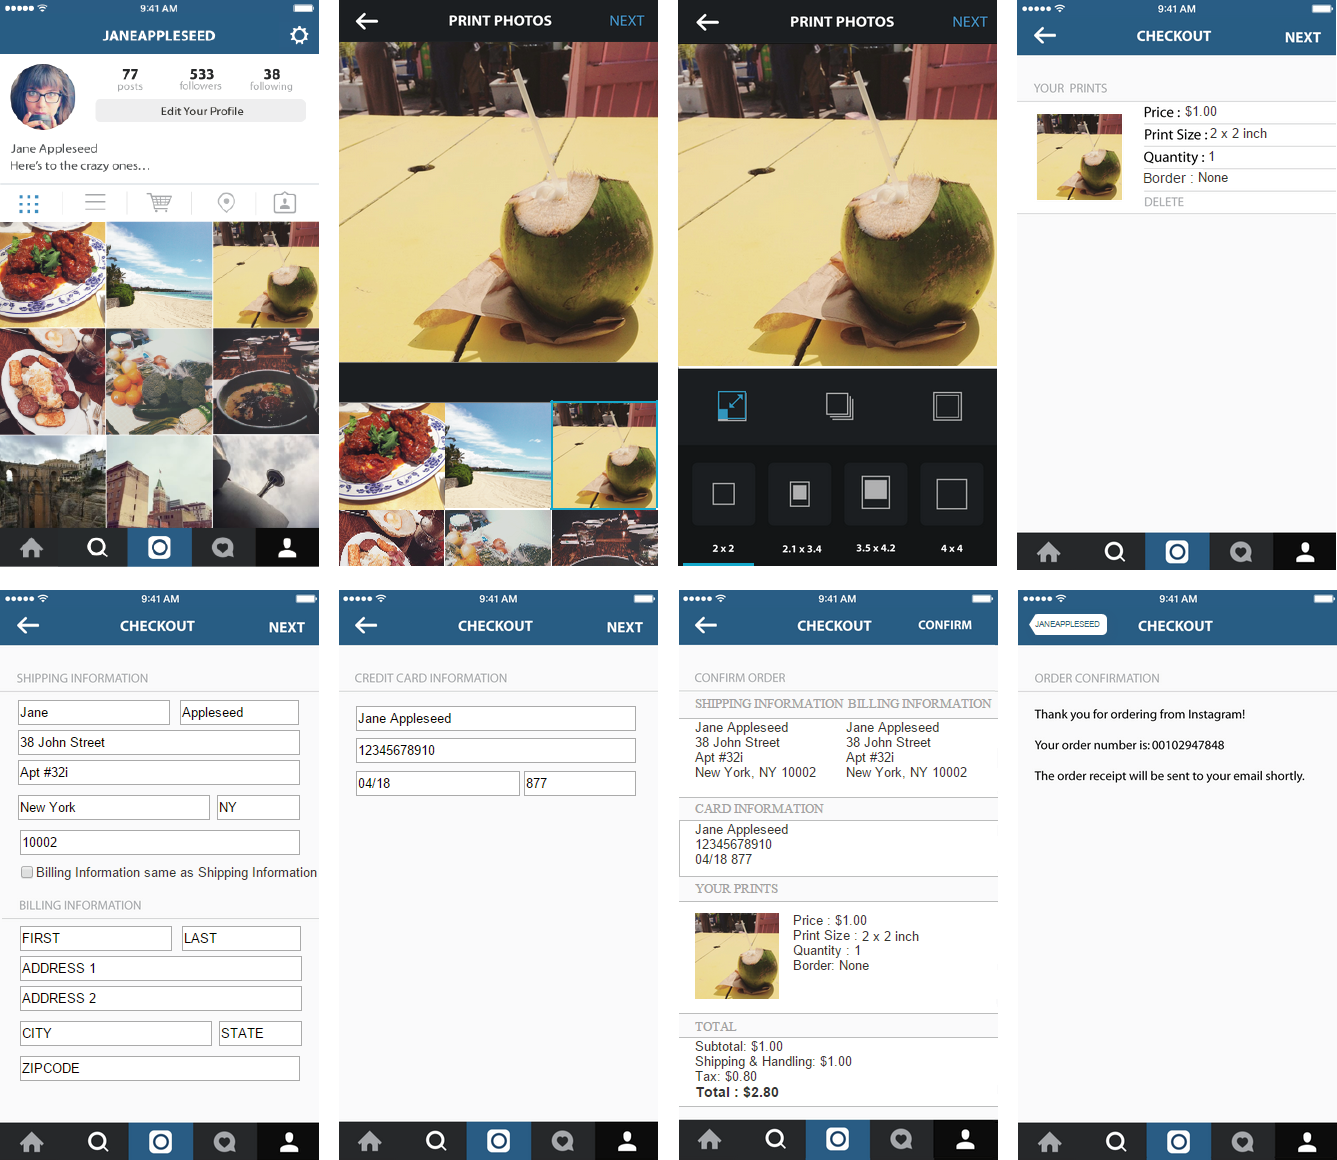 9:41 AM
JANEAPPLESEED
77 533 38
posts followers following
Edit Your Profile
Jane Appleseed
Here's to the crazy ones...
PRINT PHOTOS NEXT
PRINT PHOTOS NEXT
2 x 2 2.1 x 3.4 3.5 x 4.2 4 x 4
9:41 AM
CHECKOUT NEXT
YOUR PRINTS
Price : $1.00
Print Size : 2 x 2 inch
Quantity : 1
Border : None
DELETE
9:41 AM
CHECKOUT NEXT
SHIPPING INFORMATION
Jane Appleseed
38 John Street
Apt #32i
New York NY
10002
Billing Information same as Shipping Information
BILLING INFORMATION
FIRST LAST
ADDRESS 1
ADDRESS 2
CITY STATE
ZIPCODE
9:41 AM
CHECKOUT NEXT
CREDIT CARD INFORMATION
Jane Appleseed
12345678910
04/18 877
9:41 AM
CHECKOUT CONFIRM
CONFIRM ORDER
SHIPPING INFORMATION BILLING INFORMATION
Jane Appleseed Jane Appleseed
38 John Street 38 John Street
Apt #32i Apt #32i
New York, NY 10002 New York, NY 10002
CARD INFORMATION
Jane Appleseed
12345678910
04/18 877
YOUR PRINTS
Price : $1.00
Print Size : 2 x 2 inch
Quantity : 1
Border: None
TOTAL
Subtotal: $1.00
Shipping & Handling: $1.00
Tax: $0.80
Total : $2.80
9:41 AM
JANEAPPLESEED CHECKOUT
ORDER CONFIRMATION
Thank you for ordering from Instagram!
Your order number is: 00102947848
The order receipt will be sent to your email shortly.